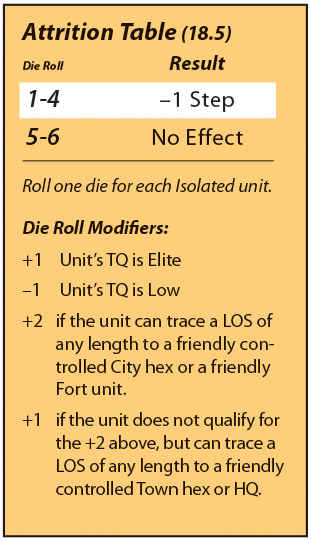 Attrition Table (18.5)
Die Roll Result
1-4 –1 Step
5-6 No Effect
Roll one die for each Isolated unit.
Die Roll Modifiers:
+1 Unit's TQ is Elite
–1 Unit's TQ is Low
+2 if the unit can trace a LOS of
any length to a friendly con-
trolled City hex or a friendly
Fort unit.
+1 if the unit does not qualify for
the +2 above, but can trace a
LOS of any length to a friendly
controlled Town hex or HQ.